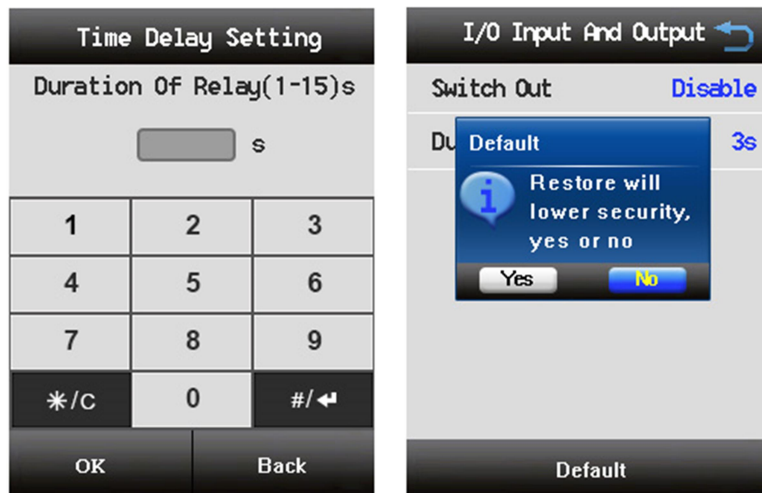 Time Delay Setting
Duration Of Relay(1-15)s
s
1 2 3
4 5 6
7 8 9
*/C 0 #/↵
OK Back
I/O Input And Output
Switch Out Disable
Du 3s
Default
i
Restore will
lower security,
yes or no
Yes No
Default